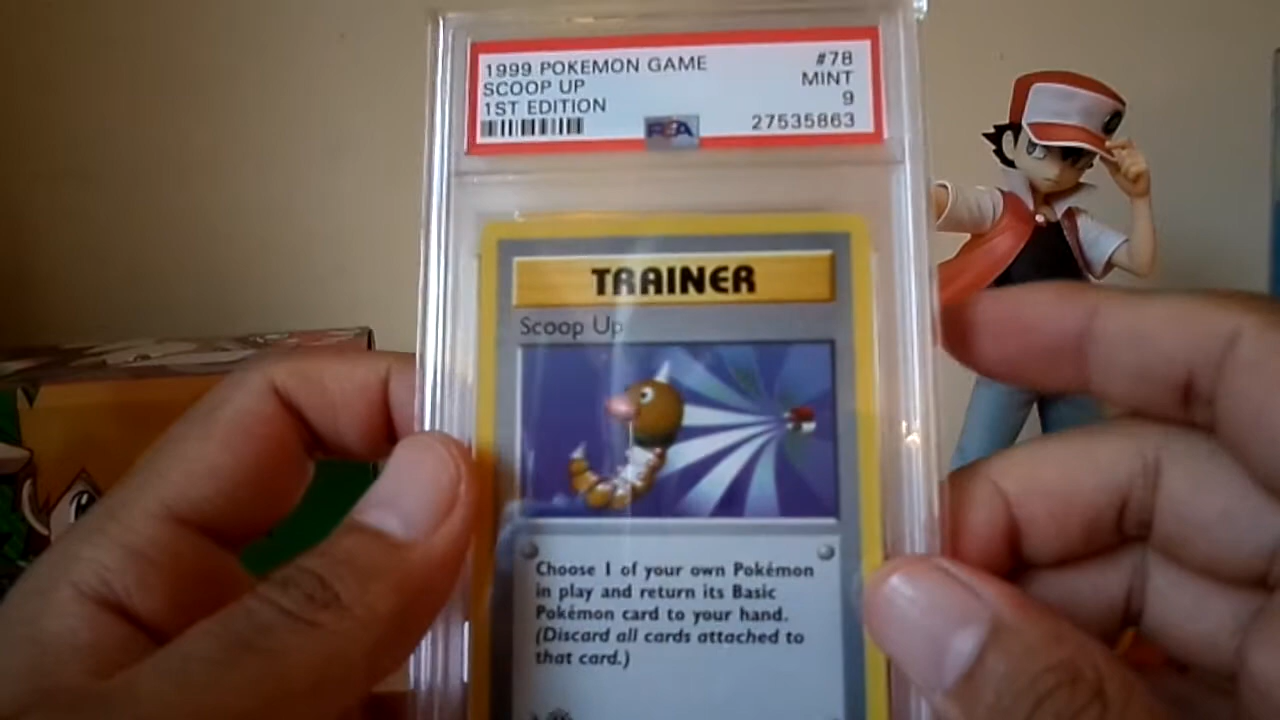 1999 POKEMON GAME #78
SCOOP UP MINT
1ST EDITION 9
PSA 27535863
TRAINER
Scoop Up
Choose 1 of your own Pokémon
in play and return its Basic
Pokémon card to your hand.
(Discard all cards attached to
that card.)